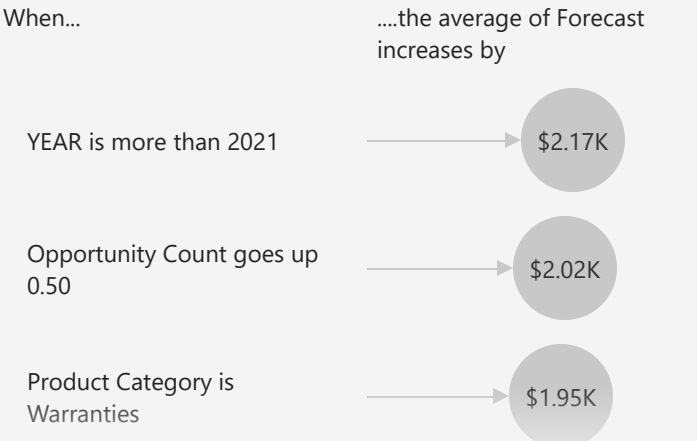 When...
....the average of Forecast
increases by
YEAR is more than 2021
$2.17K
Opportunity Count goes up
0.50
$2.02K
Product Category is
Warranties
$1.95K